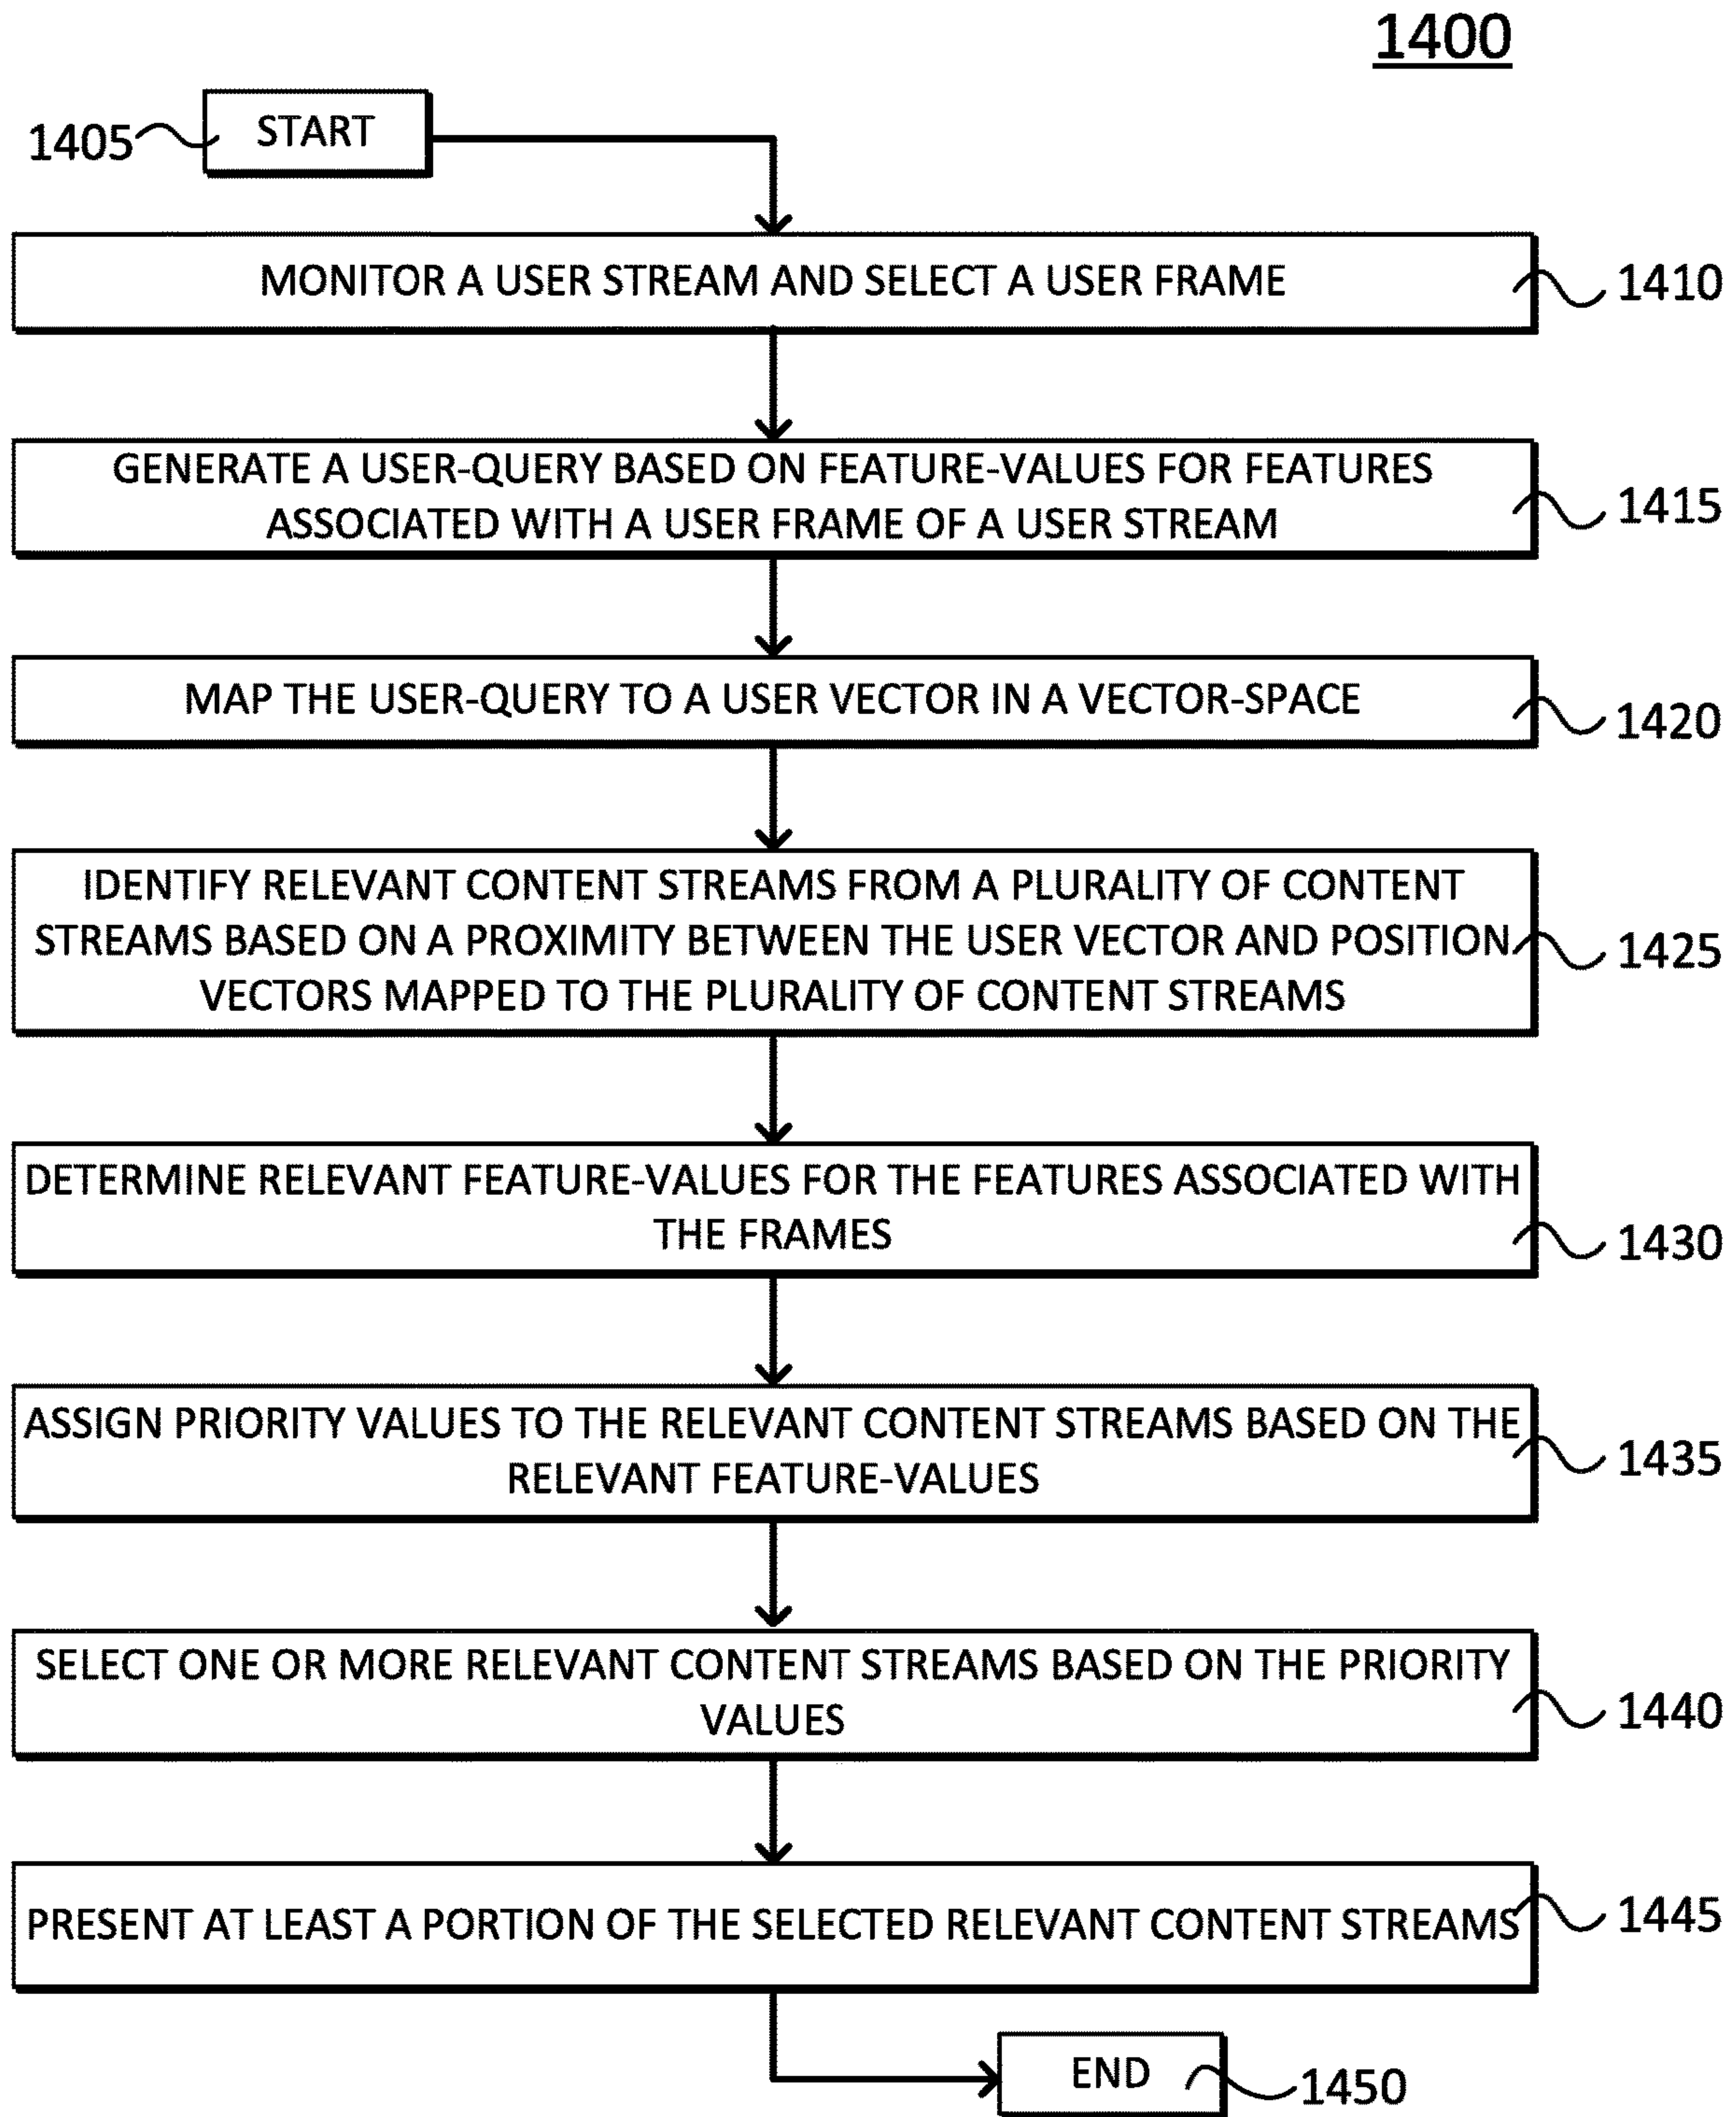 1400
START
1405
MONITOR A USER STREAM AND SELECT A USER FRAME
1410
GENERATE A USER-QUERY BASED ON FEATURE-VALUES FOR FEATURES
ASSOCIATED WITH A USER FRAME OF A USER STREAM
1415
MAP THE USER-QUERY TO A USER VECTOR IN A VECTOR-SPACE
1420
IDENTIFY RELEVANT CONTENT STREAMS FROM A PLURALITY OF CONTENT
STREAMS BASED ON A PROXIMITY BETWEEN THE USER VECTOR AND POSITION
VECTORS MAPPED TO THE PLURALITY OF CONTENT STREAMS
1425
DETERMINE RELEVANT FEATURE-VALUES FOR THE FEATURES ASSOCIATED WITH
THE FRAMES
1430
ASSIGN PRIORITY VALUES TO THE RELEVANT CONTENT STREAMS BASED ON THE
RELEVANT FEATURE-VALUES
1435
SELECT ONE OR MORE RELEVANT CONTENT STREAMS BASED ON THE PRIORITY
VALUES
1440
PRESENT AT LEAST A PORTION OF THE SELECTED RELEVANT CONTENT STREAMS
1445
END
1450